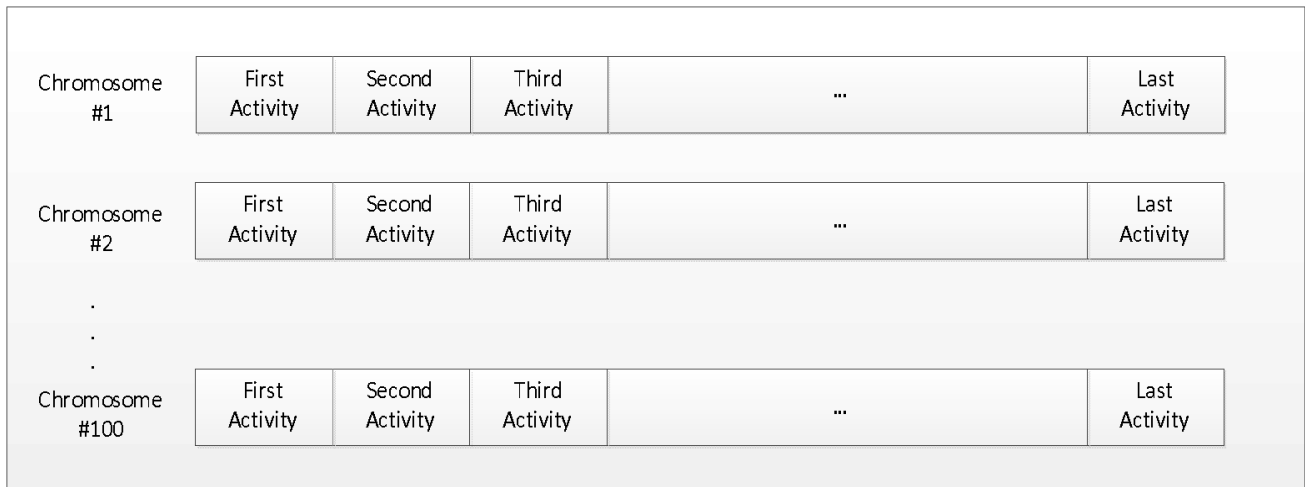 Chromosome
#1
First
Activity
Second
Activity
Third
Activity
...
Last
Activity
Chromosome
#2
First
Activity
Second
Activity
Third
Activity
...
Last
Activity
.
.
.
Chromosome
#100
First
Activity
Second
Activity
Third
Activity
...
Last
Activity